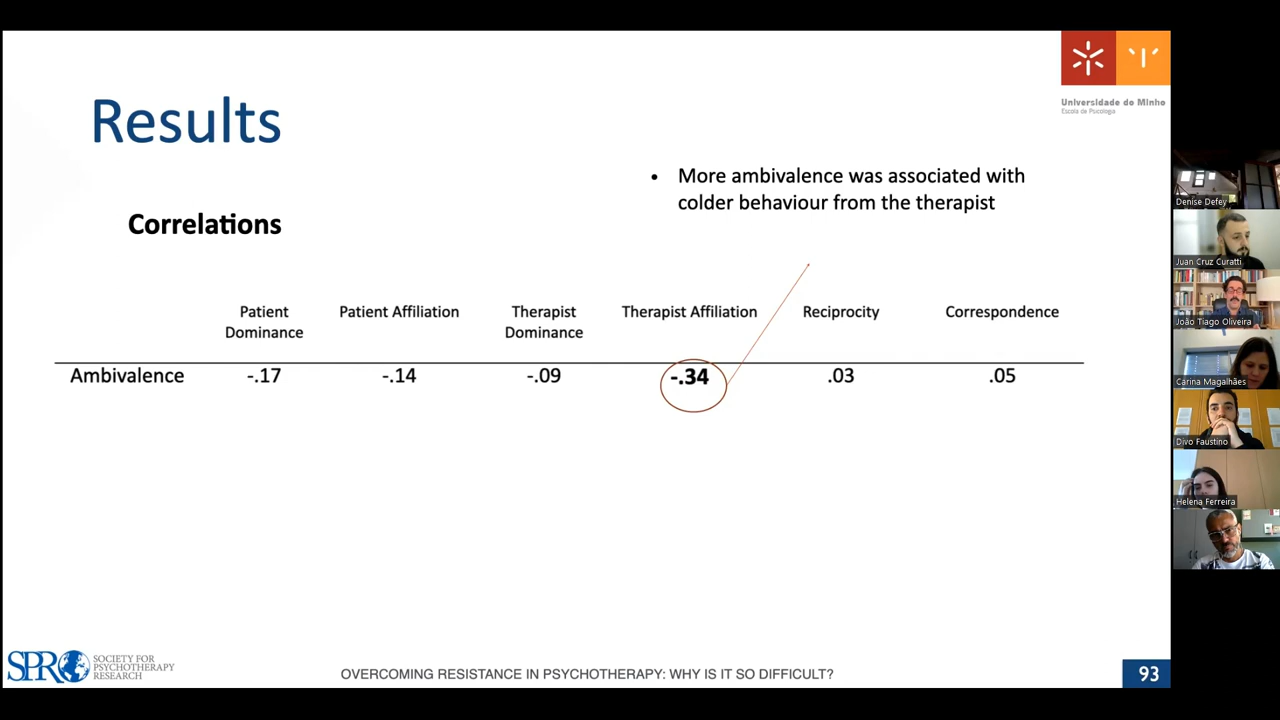 Universidade do Minho
Escola de Psicologia
Results
• More ambivalence was associated with
colder behaviour from the therapist
Correlations
Patient Dominance
Patient Affiliation
Therapist Dominance
Therapist Affiliation
Reciprocity
Correspondence
Ambivalence -.17 -.14 -.09 -.34 .03 .05
SPR SOCIETY FOR
PSYCHOTHERAPY
RESEARCH
OVERCOMING RESISTANCE IN PSYCHOTHERAPY: WHY IS IT SO DIFFICULT?
93
Denise Defey
Juan Cruz Curatti
João Tiago Oliveira
Carina Magalhães
Divo Faustino
Helena Ferreira